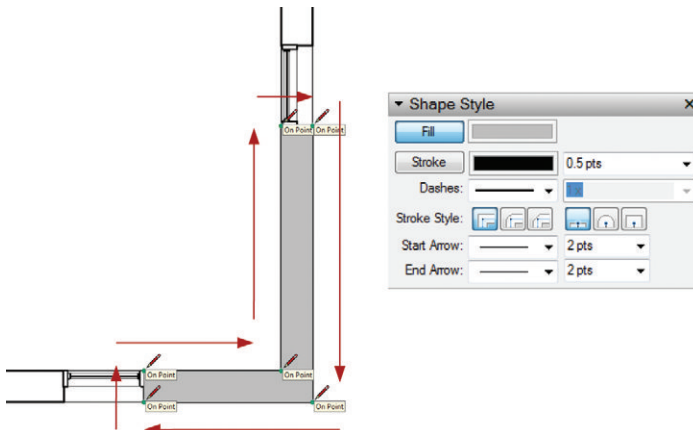 On Point On Point
On Point On Point
On Point On Point
Shape Style x
Fill
Stroke 0.5 pts
Dashes: 1x
Stroke Style:
Start Arrow: 2 pts
End Arrow: 2 pts